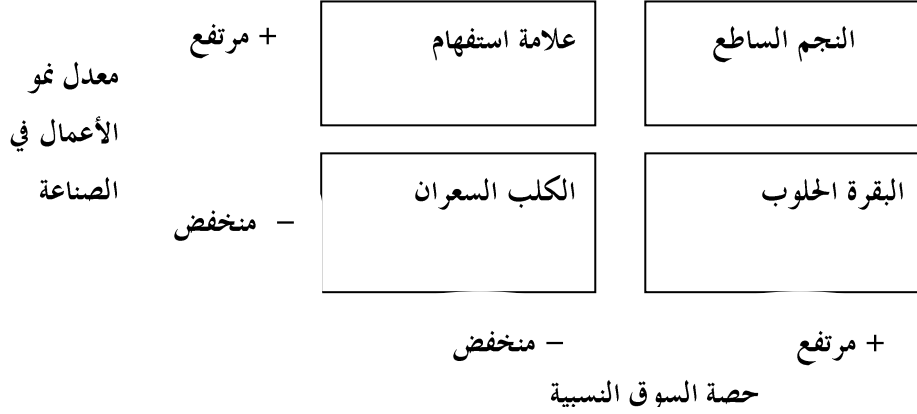 النجم الساطع
علامة استفهام
+ مرتفع
معدل نمو
الأعمال في
الصناعة
البقرة الحلوب
الكلب السعران
– منخفض
+ مرتفع
– منخفض
حصة السوق النسبية